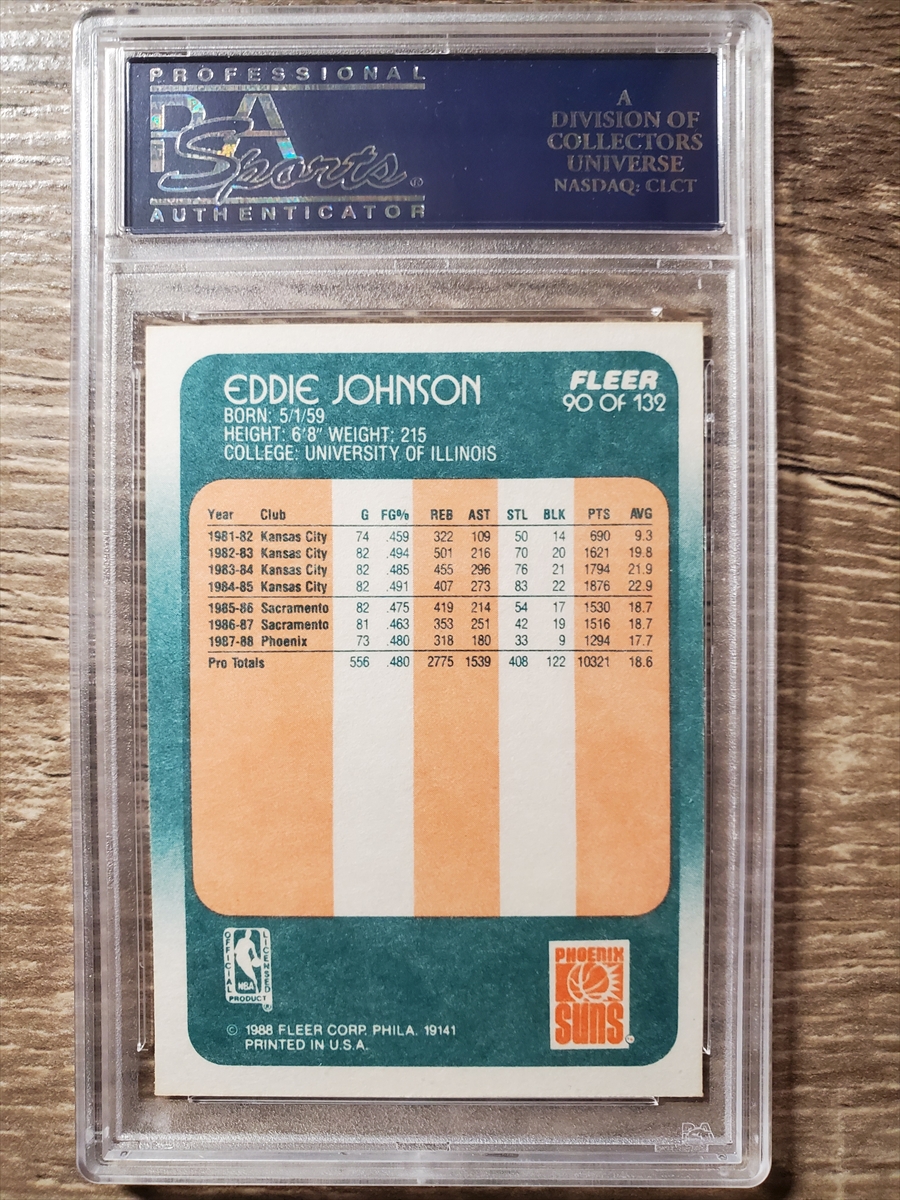 PROFESSIONAL
PSA
Sports®
AUTHENTICATOR
A
DIVISION OF
COLLECTORS
UNIVERSE
NASDAQ: CLCT
EDDIE JOHNSON
BORN: 5/1/59
HEIGHT: 6'8" WEIGHT: 215
COLLEGE: UNIVERSITY OF ILLINOIS
FLEER
90 OF 132
Year Club G FG% REB AST STL BLK PTS AVG
1981-82 Kansas City 74 .459 322 109 50 14 690 9.3
1982-83 Kansas City 82 .494 501 216 70 20 1621 19.8
1983-84 Kansas City 82 .485 455 296 76 21 1794 21.9
1984-85 Kansas City 82 .491 407 273 83 22 1876 22.9
1985-86 Sacramento 82 .475 419 214 54 17 1530 18.7
1986-87 Sacramento 81 .463 353 251 42 19 1516 18.7
1987-88 Phoenix 73 .480 318 180 33 9 1294 17.7
Pro Totals 556 .480 2775 1539 408 122 10321 18.6
OFFICIAL
LICENSED
NBA
PRODUCT
®
PHOENIX
SUNS
© 1988 FLEER CORP. PHILA. 19141
PRINTED IN U.S.A.
PSA